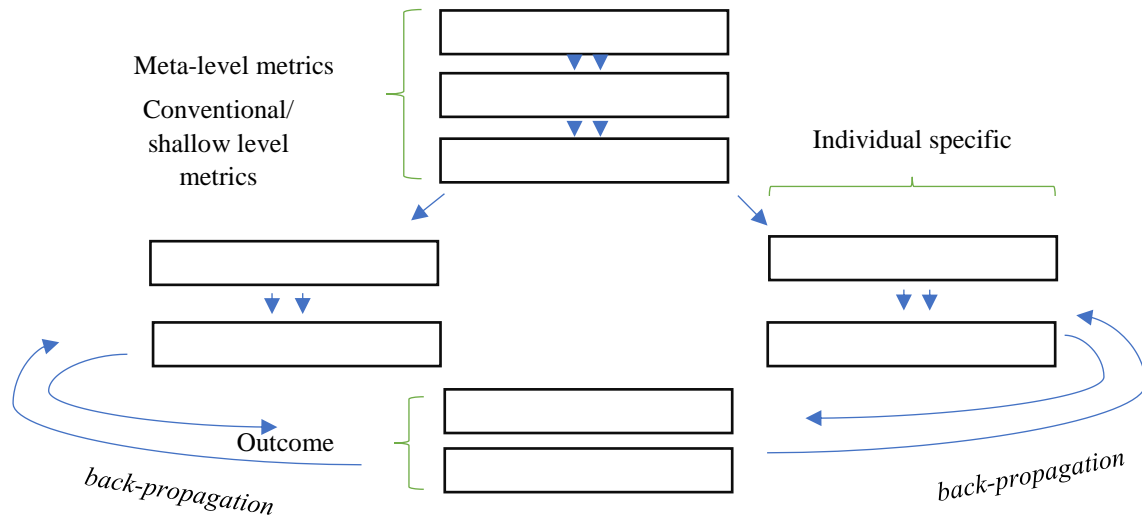 Meta-level metrics
Conventional/
shallow level
metrics
Individual specific
Outcome
back-propagation
back-propagation